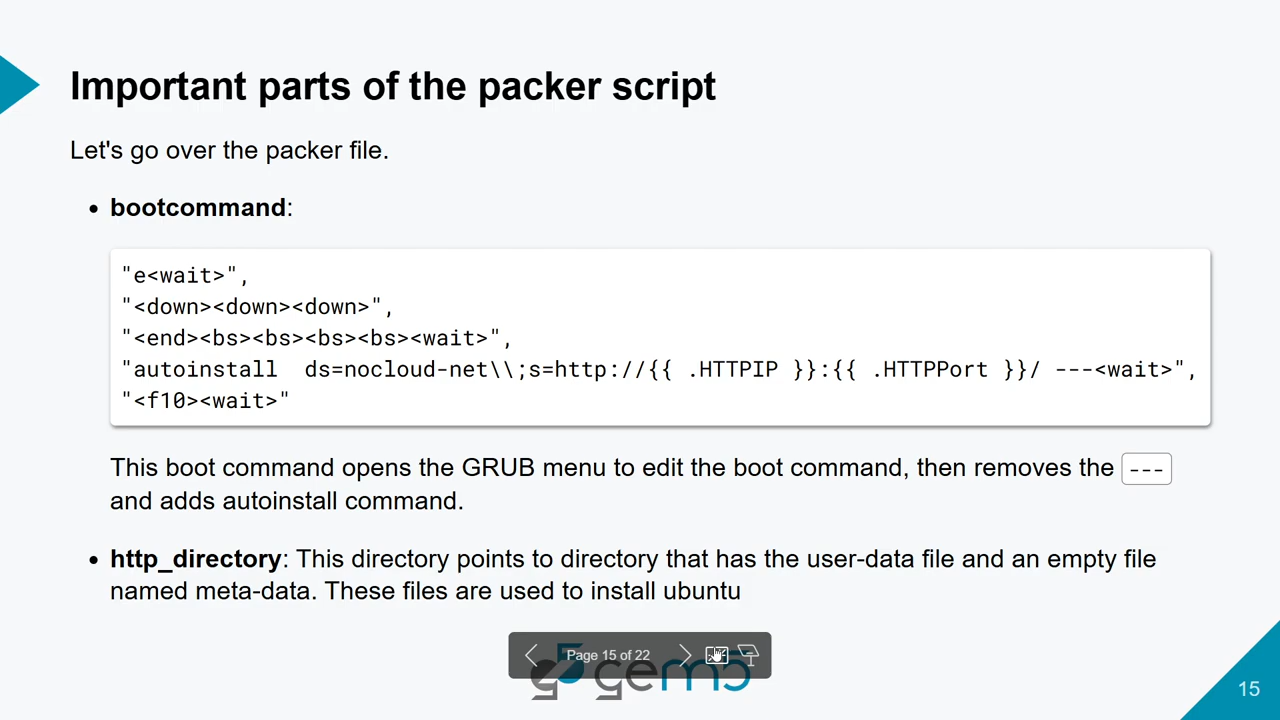 Important parts of the packer script
Let's go over the packer file.
• bootcommand:
"e<wait>",
"<down><down><down>",
"<end><bs><bs><bs><bs><wait>",
"autoinstall  ds=nocloud-net\\;s=http://{{ .HTTPIP }}:{{ .HTTPPort }}/ ---<wait>",
"<f10><wait>"
This boot command opens the GRUB menu to edit the boot command, then removes the ---
and adds autoinstall command.
• http_directory: This directory points to directory that has the user-data file and an empty file
named meta-data. These files are used to install ubuntu
Page 15 of 22
gem5
15